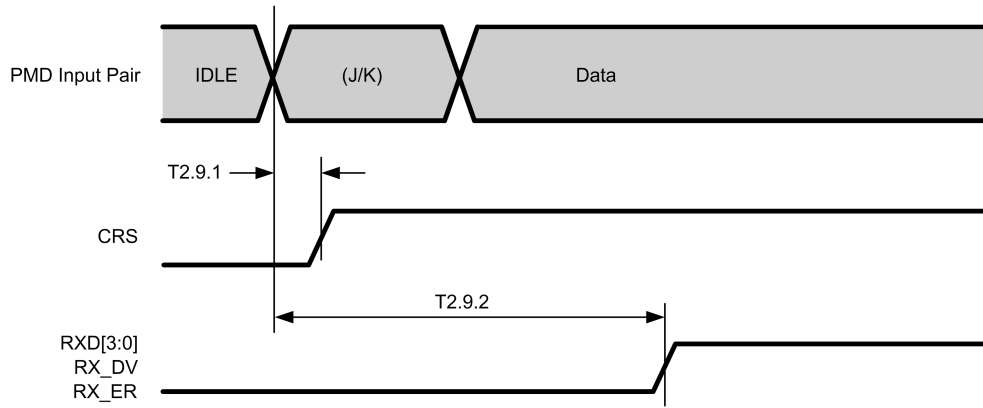 PMD Input Pair
IDLE
(J/K)
Data
T2.9.1
CRS
T2.9.2
RXD[3:0]
RX_DV
RX_ER